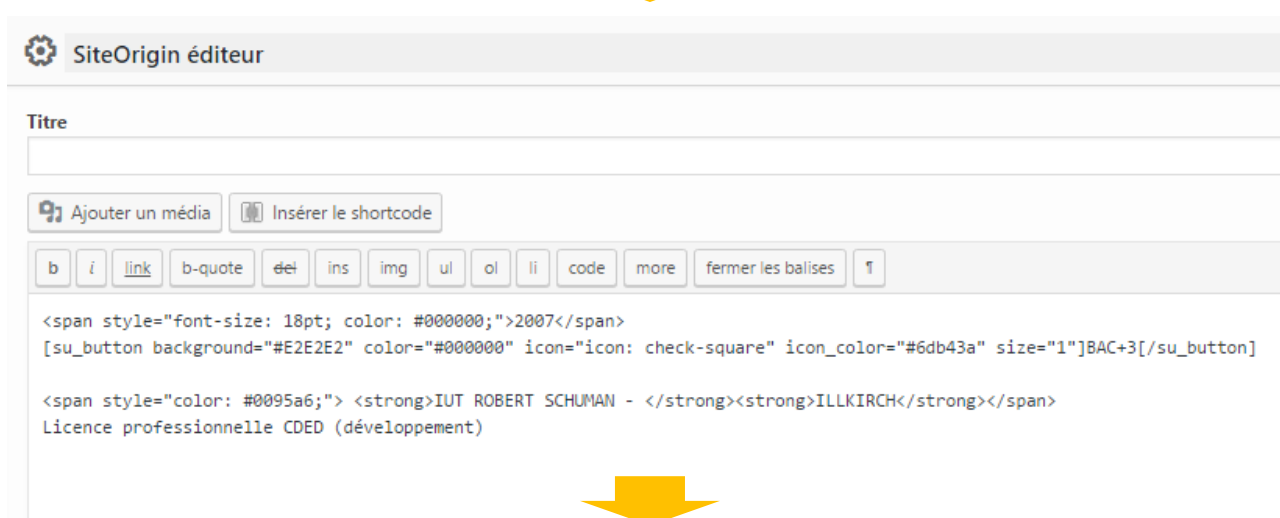 SiteOrigin éditeur
Titre
Ajouter un média Insérer le shortcode
b i link b-quote del ins img ul ol li code more fermer les balises ¶
<span style="font-size: 18pt; color: #000000;">2007</span>
[su_button background="#E2E2E2" color="#000000" icon="icon: check-square" icon_color="#6db43a" size="1"]BAC+3[/su_button]
<span style="color: #0095a6;"> <strong>IUT ROBERT SCHUMAN - </strong><strong>ILLKIRCH</strong></span>
Licence professionnelle CDED (développement)